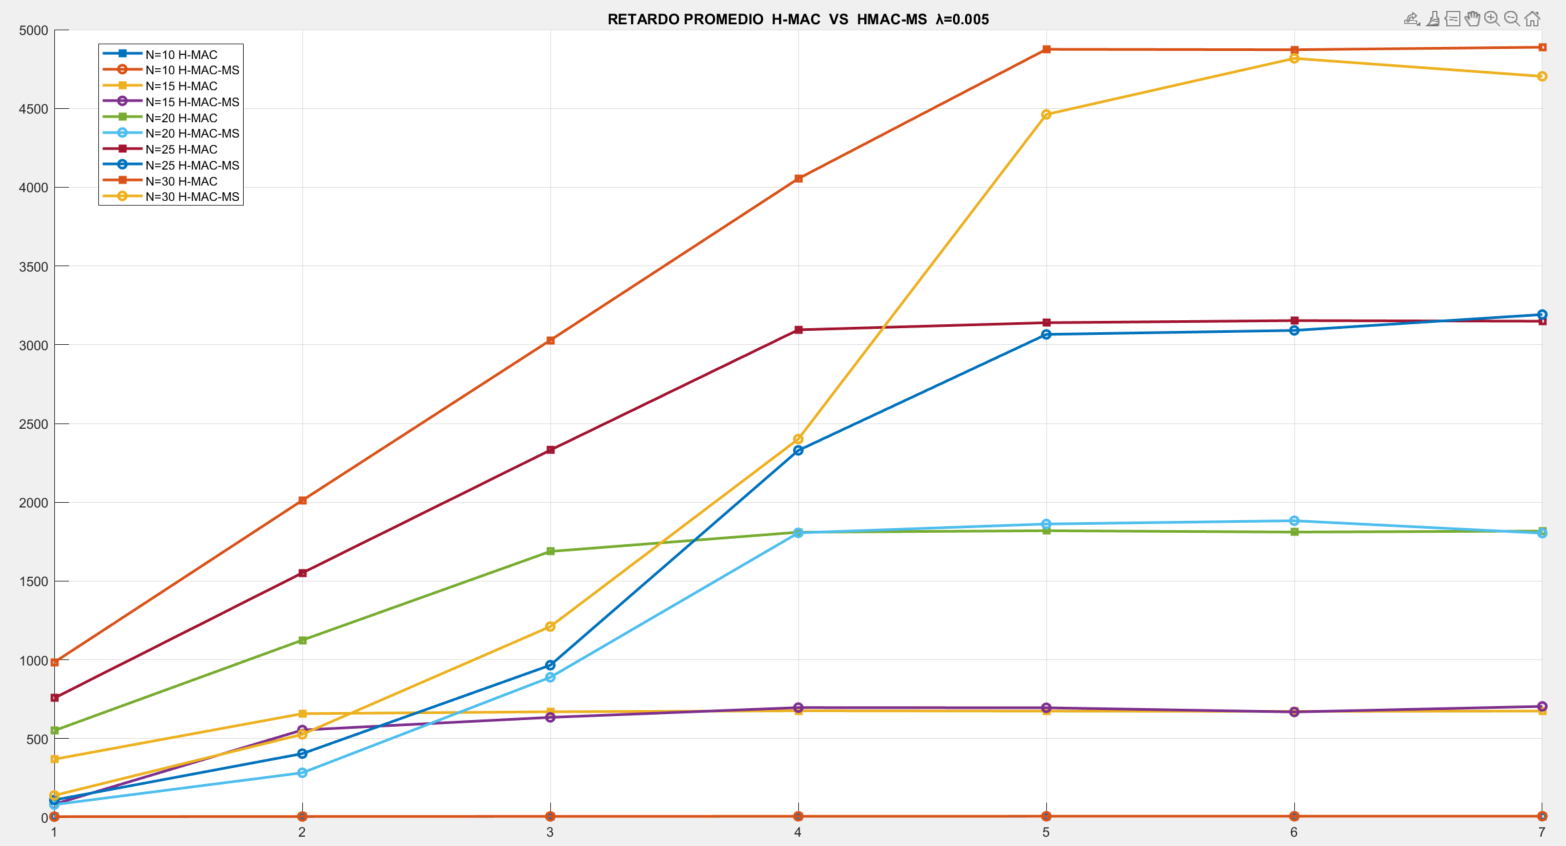 RETARDO PROMEDIO H-MAC VS HMAC-MS λ=0.005
5000
4500
4000
3500
3000
2500
2000
1500
1000
500
0
N=10 H-MAC
N=10 H-MAC-MS
N=15 H-MAC
N=15 H-MAC-MS
N=20 H-MAC
N=20 H-MAC-MS
N=25 H-MAC
N=25 H-MAC-MS
N=30 H-MAC
N=30 H-MAC-MS
1 2 3 4 5 6 7